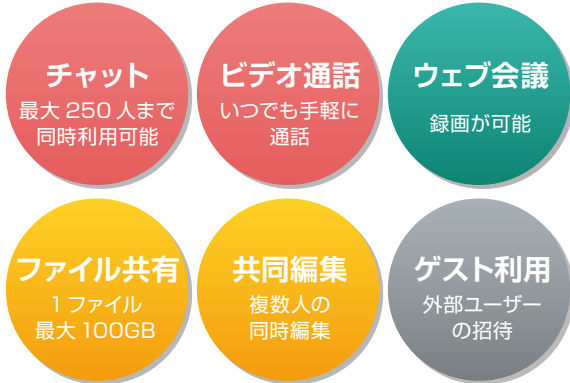 チャット
最大 250 人まで
同時利用可能
ビデオ通話
いつでも手軽に
通話
ウェブ会議
録画が可能
ファイル共有
1 ファイル
最大 100GB
共同編集
複数人の
同時編集
ゲスト利用
外部ユーザー
の招待